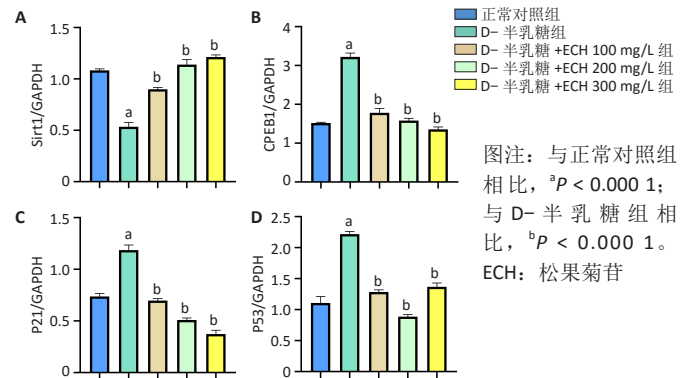 正常对照组
D- 半乳糖组
D- 半乳糖 +ECH 100 mg/L 组
D- 半乳糖 +ECH 200 mg/L 组
D- 半乳糖 +ECH 300 mg/L 组
A
Sirt1/GAPDH
1.5
1.0
0.5
0
a
b
b
b
B
CPEB1/GAPDH
4
3
2
1
0
a
b
b
b
图注：与正常对照组
相比，ᵃP < 0.000 1；
与 D- 半 乳 糖 组 相
比，ᵇP < 0.000 1。
ECH：松果菊苷
C
P21/GAPDH
1.5
1.0
0.5
0
a
b
b
b
D
P53/GAPDH
2.5
2.0
1.5
1.0
0.5
0
a
b
b
b